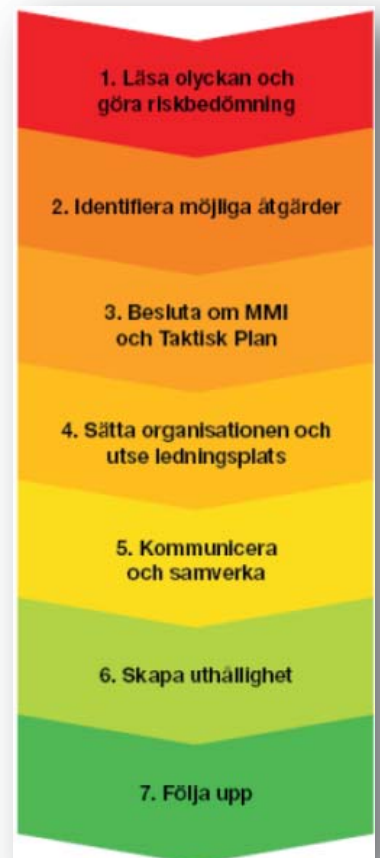 1. Läsa olyckan och
göra riskbedömning
2. Identifiera möjliga åtgärder
3. Besluta om MMI
och Taktisk Plan
4. Sätta organisationen och
utse ledningsplats
5. Kommunicera
och samverka
6. Skapa uthållighet
7. Följa upp